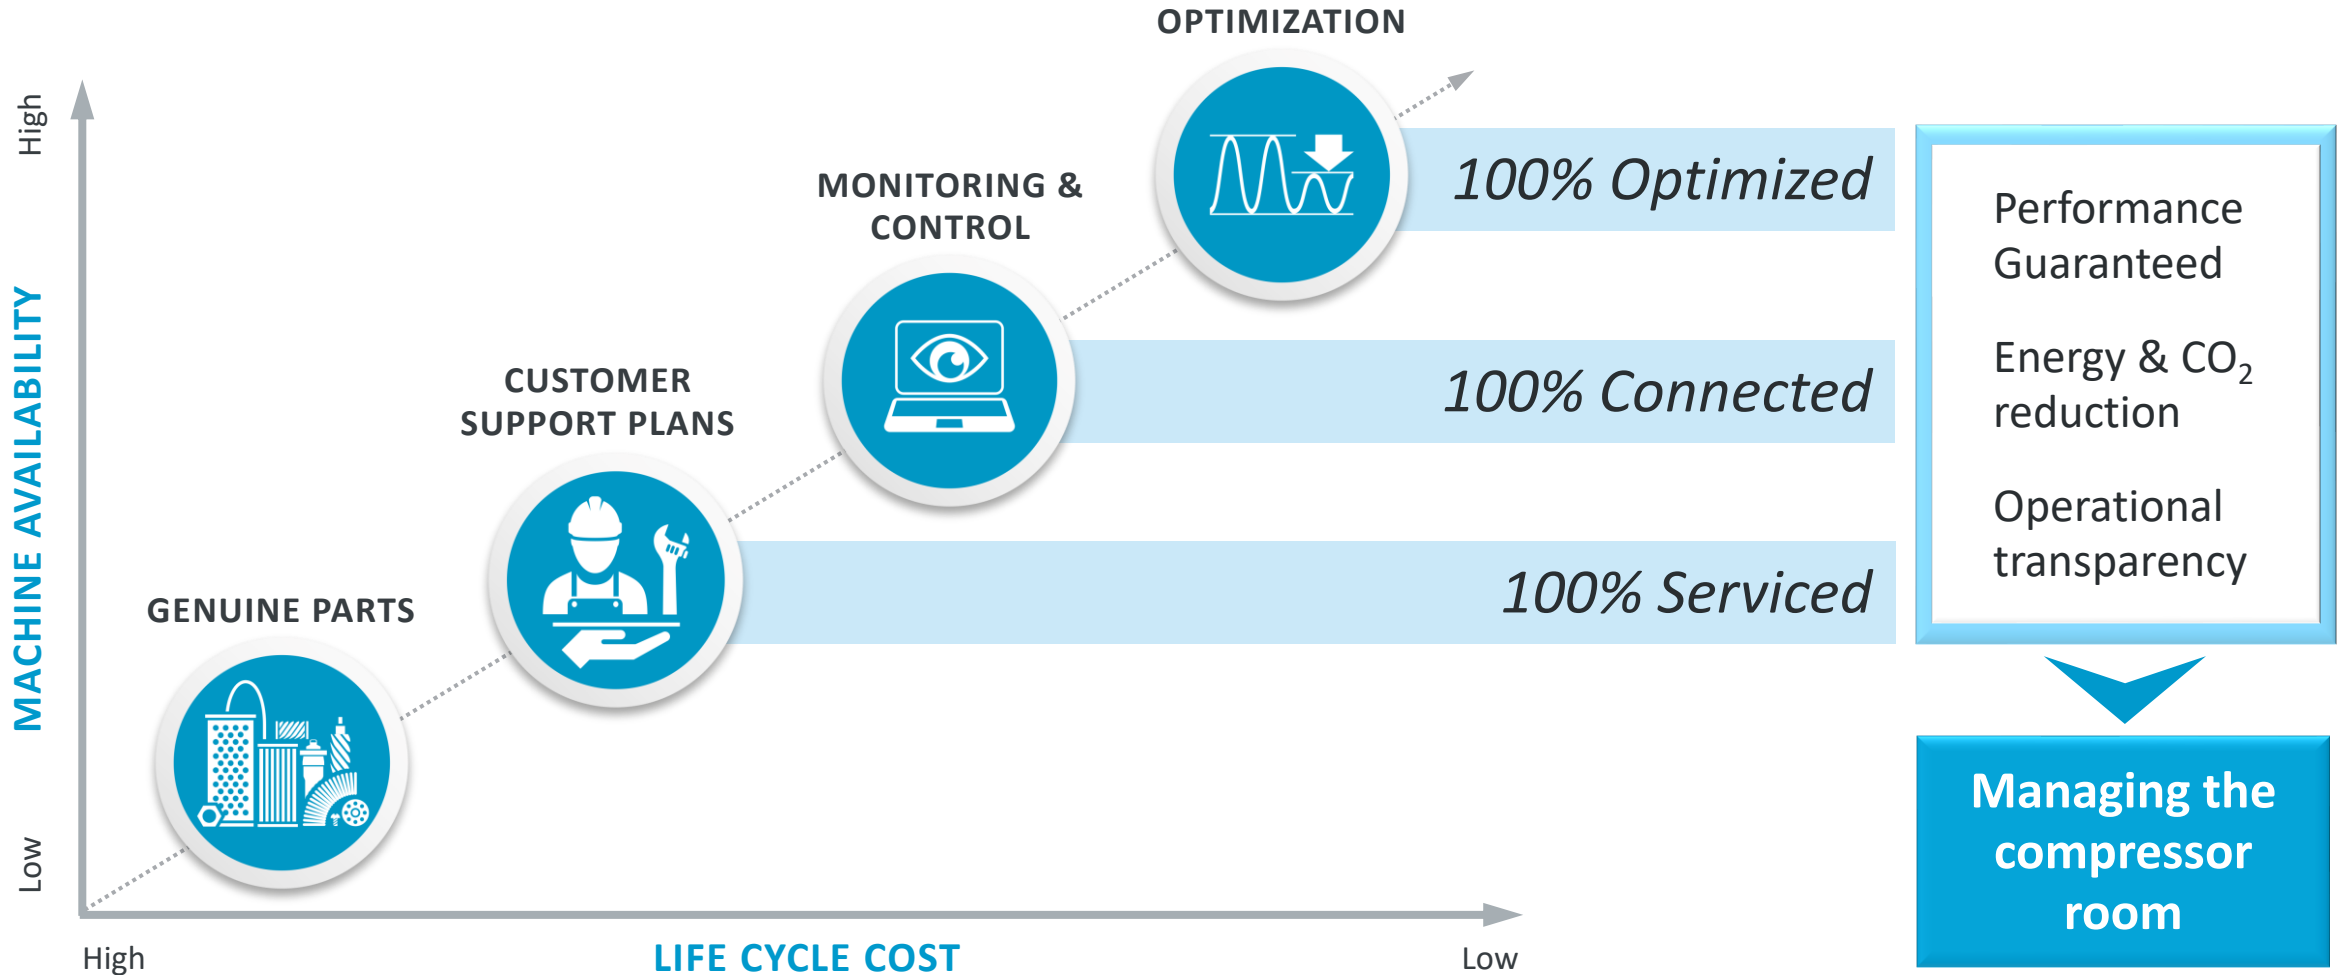 OPTIMIZATION
High
MONITORING &
CONTROL
100% Optimized
Performance
Guaranteed
MACHINE AVAILABILITY
CUSTOMER
SUPPORT PLANS
100% Connected
Energy & CO₂
reduction
Operational
transparency
GENUINE PARTS
100% Serviced
Low
Managing the
compressor
room
High
LIFE CYCLE COST
Low